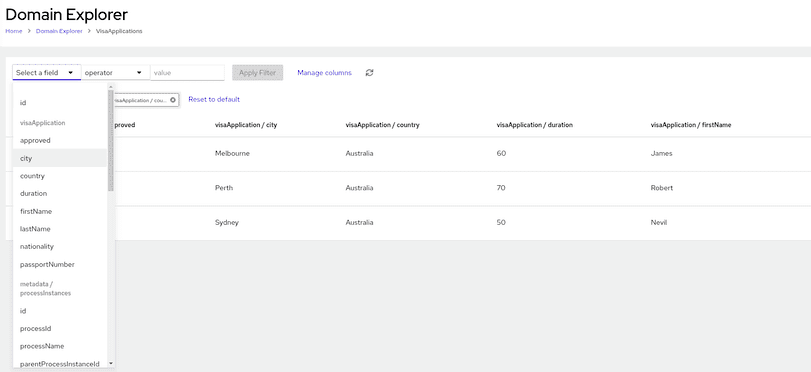 Domain Explorer
Home > Domain Explorer > VisaApplications
Select a field operator value Apply Filter Manage columns
visaApplication / cou... Reset to default
id
visaApplication
approved
city
country
duration
firstName
lastName
nationality
passportNumber
metadata /
processInstances
id
processId
processName
parentProcessInstanceId
proved visaApplication / city visaApplication / country visaApplication / duration visaApplication / firstName
Melbourne Australia 60 James
Perth Australia 70 Robert
Sydney Australia 50 Nevil